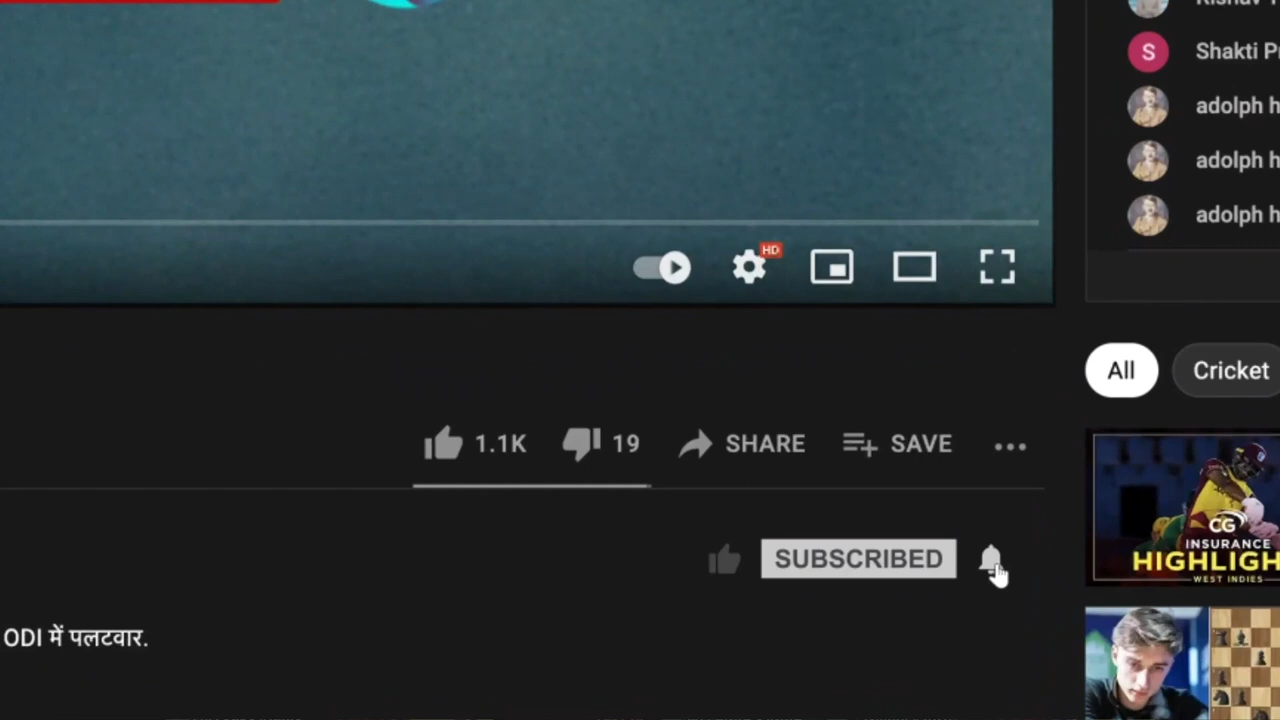 Shakti P
adolph h
adolph h
adolph h
S
HD
All
Cricket
1.1K
19
SHARE
SAVE
SUBSCRIBED
ODI में पलटवार.
CG
INSURANCE
HIGHLIGH
WEST INDIES